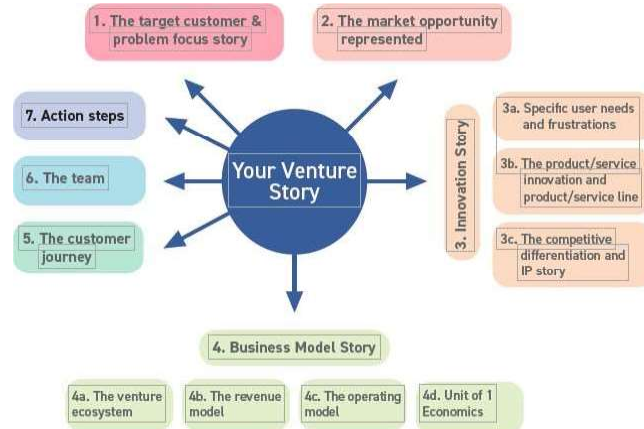 1. The target customer &
problem focus story
2. The market opportunity
represented
7. Action steps
6. The team
5. The customer
journey
Your Venture
Story
3. Innovation Story
3a. Specific user needs
and frustrations
3b. The product/service
innovation and
product/service line
3c. The competitive
differentiation and
IP story
4. Business Model Story
4a. The venture
ecosystem
4b. The revenue
model
4c. The operating
model
4d. Unit of 1
Economics